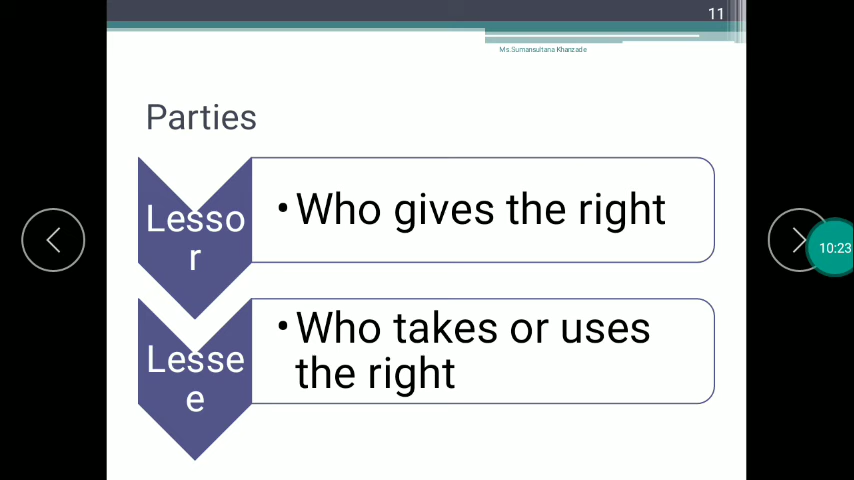 11
Ms.Sumansultana Khanzade
Parties
Lesso
r
•Who gives the right
Lesse
e
•Who takes or uses
the right
10:23